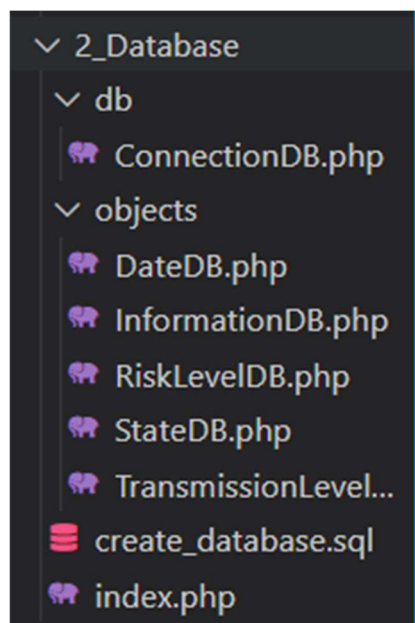 2_Database
db
ConnectionDB.php
objects
DateDB.php
InformationDB.php
RiskLevelDB.php
StateDB.php
TransmissionLevel...
create_database.sql
index.php